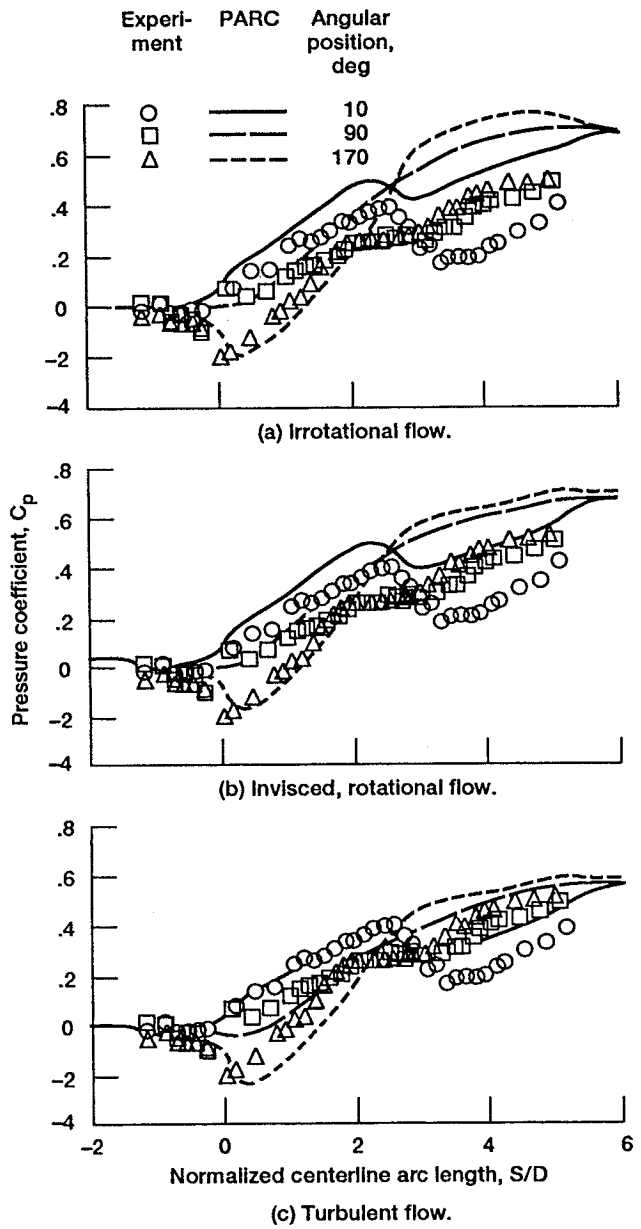 Experi-
ment
PARC
Angular
position,
deg
10
90
170
.8
.6
.4
.2
0
-.2
-.4
(a) Irrotational flow.
Pressure coefficient, Cp
.8
.6
.4
.2
0
-.2
-.4
(b) Invisced, rotational flow.
.8
.6
.4
.2
0
-.2
-.4
-2 0 2 4 6
Normalized centerline arc length, S/D
(c) Turbulent flow.